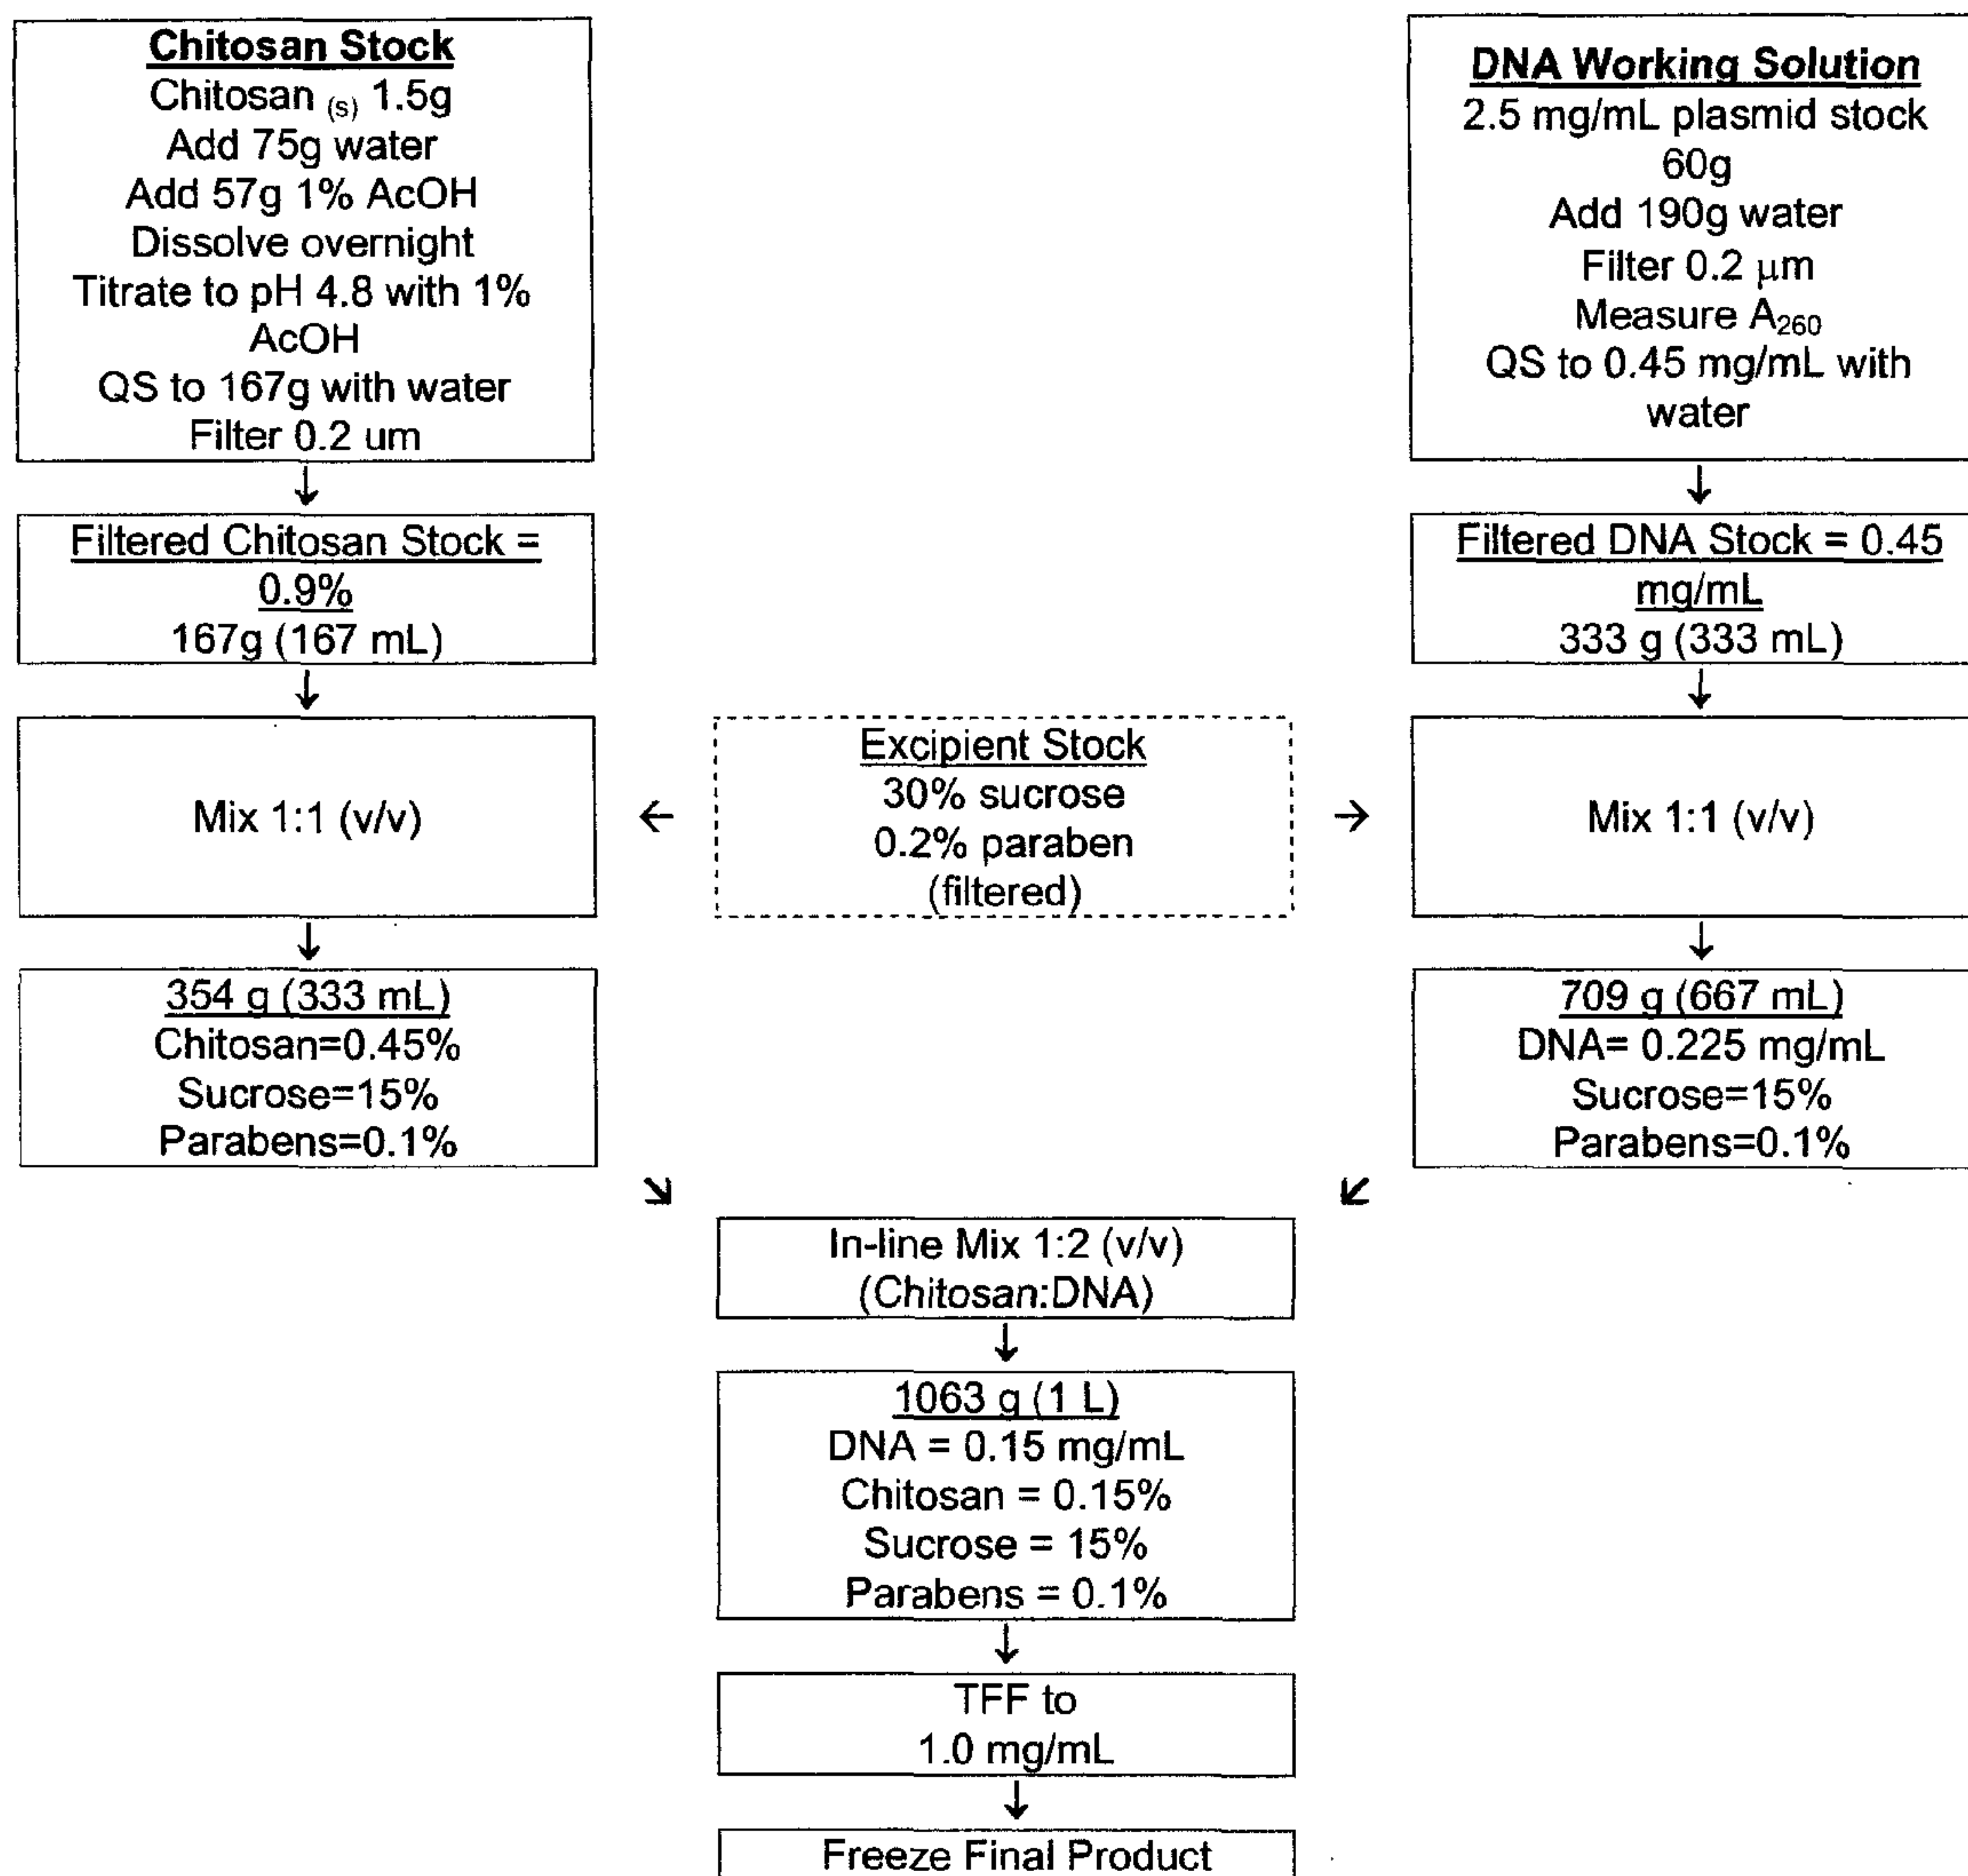 Chitosan Stock
Chitosan (s) 1.5g
Add 75g water
Add 57g 1% AcOH
Dissolve overnight
Titrate to pH 4.8 with 1%
AcOH
QS to 167g with water
Filter 0.2 um
DNA Working Solution
2.5 mg/mL plasmid stock
60g
Add 190g water
Filter 0.2 μm
Measure A260
QS to 0.45 mg/mL with
water
Filtered Chitosan Stock =
0.9%
167g (167 mL)
Filtered DNA Stock = 0.45
mg/mL
333 g (333 mL)
Mix 1:1 (v/v)
Excipient Stock
30% sucrose
0.2% paraben
(filtered)
Mix 1:1 (v/v)
354 g (333 mL)
Chitosan=0.45%
Sucrose=15%
Parabens=0.1%
709 g (667 mL)
DNA= 0.225 mg/mL
Sucrose=15%
Parabens=0.1%
In-line Mix 1:2 (v/v)
(Chitosan:DNA)
1063 g (1 L)
DNA = 0.15 mg/mL
Chitosan = 0.15%
Sucrose = 15%
Parabens = 0.1%
TFF to
1.0 mg/mL
Freeze Final Product